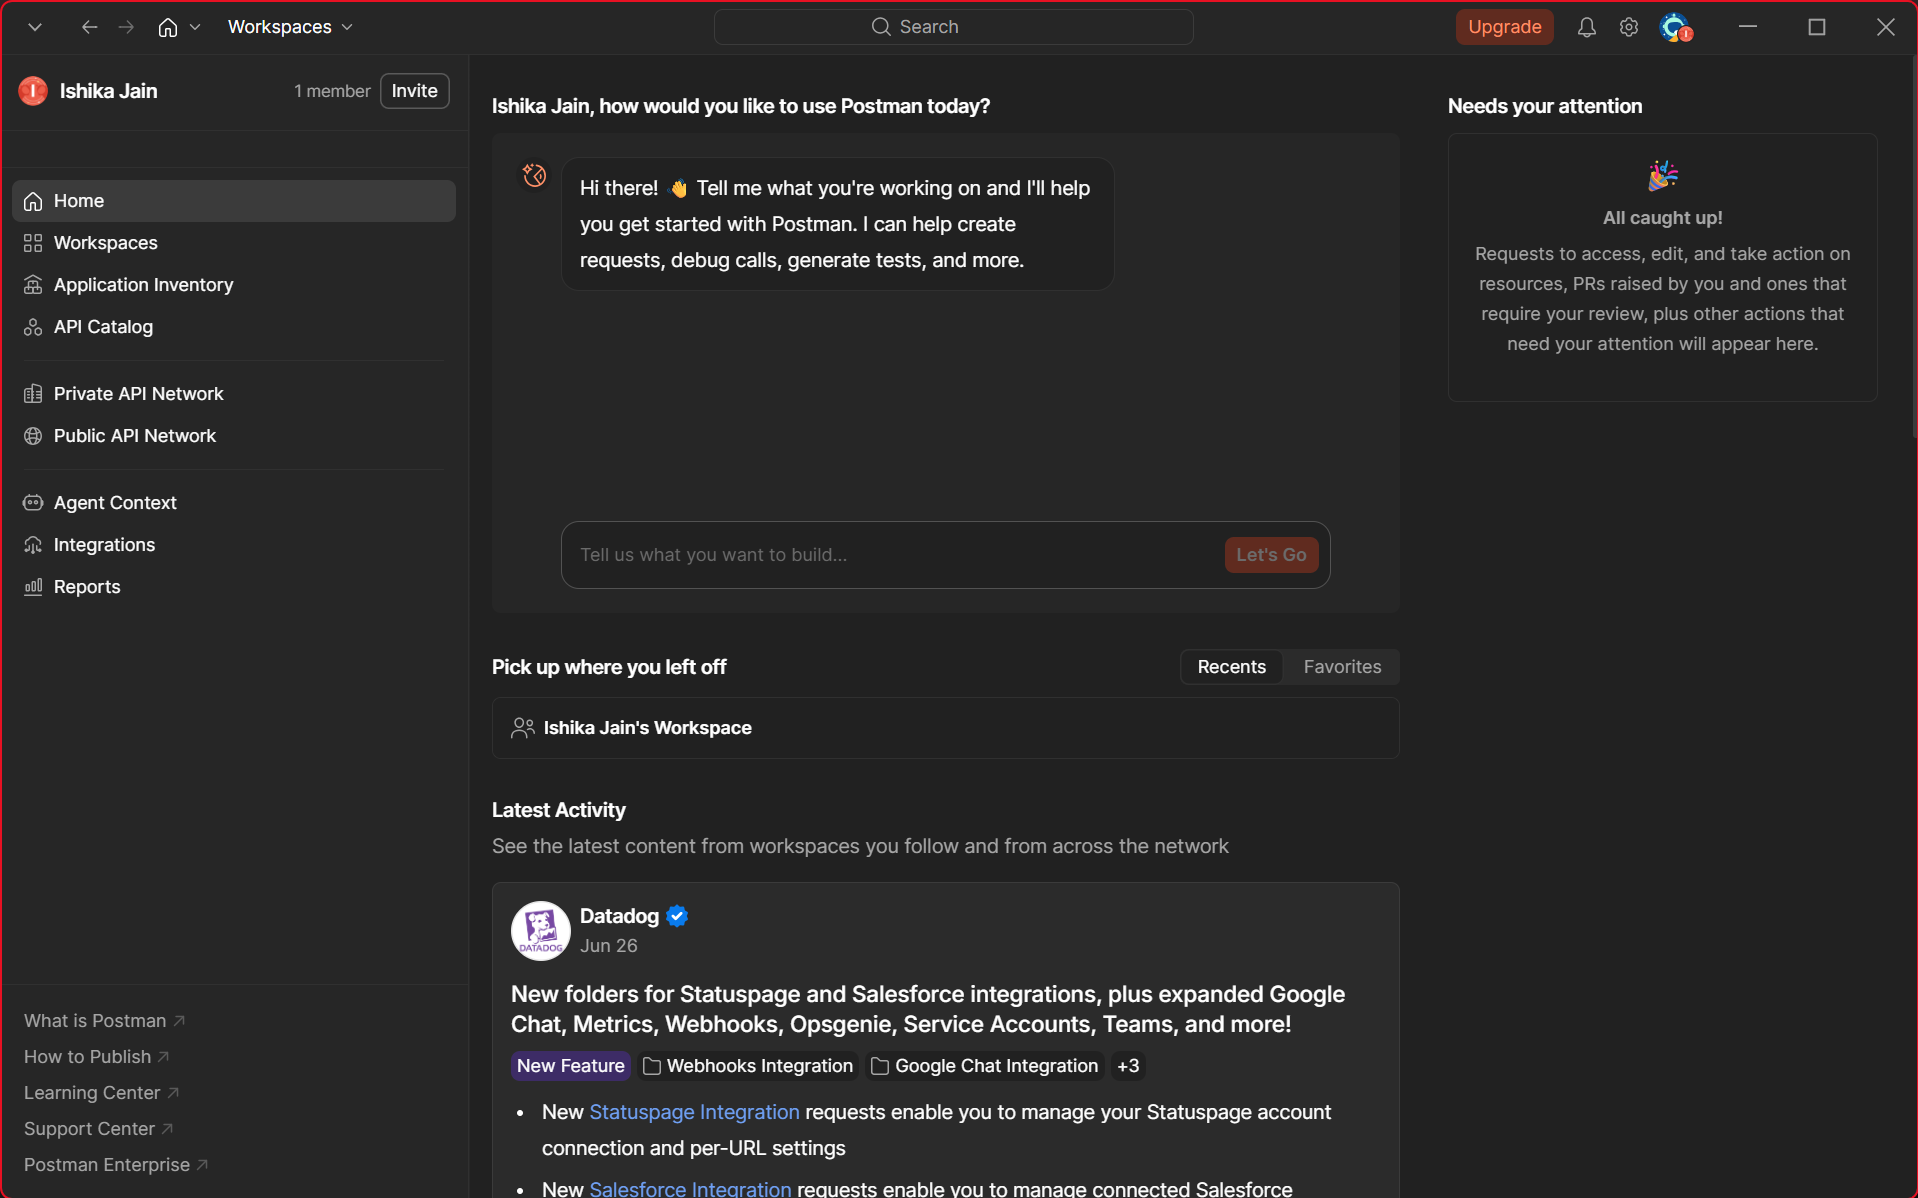 Workspaces
Search
Upgrade
Ishika Jain
1 member
Invite
Home
Workspaces
Application Inventory
API Catalog
Private API Network
Public API Network
Agent Context
Integrations
Reports
What is Postman
How to Publish
Learning Center
Support Center
Postman Enterprise
Ishika Jain, how would you like to use Postman today?
Hi there! 👋 Tell me what you're working on and I'll help
you get started with Postman. I can help create
requests, debug calls, generate tests, and more.
Tell us what you want to build...
Let's Go
Pick up where you left off
Recents
Favorites
Ishika Jain's Workspace
Latest Activity
See the latest content from workspaces you follow and from across the network
DATADOG
Datadog
Jun 26
New folders for Statuspage and Salesforce integrations, plus expanded Google
Chat, Metrics, Webhooks, Opsgenie, Service Accounts, Teams, and more!
New Feature
Webhooks Integration
Google Chat Integration
+3
• New Statuspage Integration requests enable you to manage your Statuspage account
connection and per-URL settings
• New Salesforce Integration requests enable you to manage connected Salesforce
Needs your attention
All caught up!
Requests to access, edit, and take action on
resources, PRs raised by you and ones that
require your review, plus other actions that
need your attention will appear here.